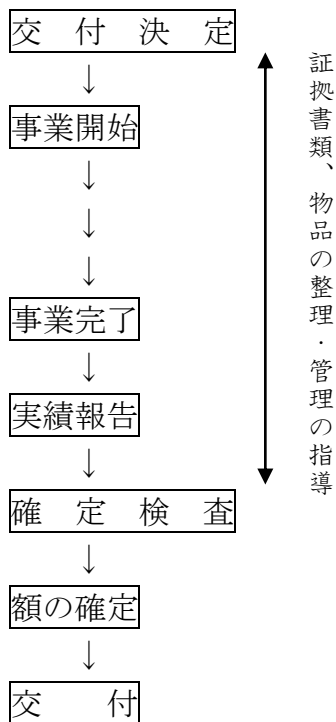 交　付　決　定
↓
事業開始
↓
↓
↓
事業完了
↓
実績報告
↓
確　定　検　査
↓
額の確定
↓
交　　付
証拠書類、物品の整理・管理の指導